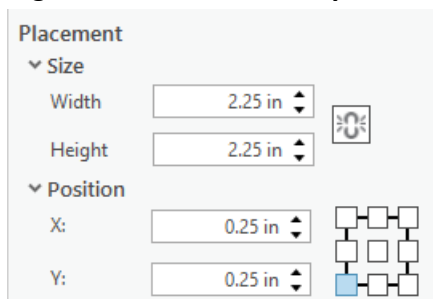 Placement
Size
Width 2.25 in
Height 2.25 in
Position
X: 0.25 in
Y: 0.25 in